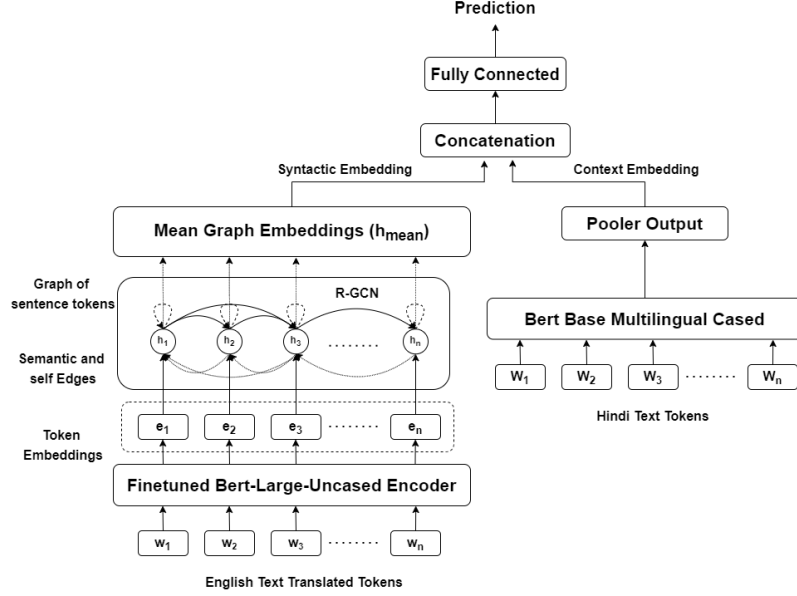 Prediction
Fully Connected
Concatenation
Syntactic Embedding
Context Embedding
Mean Graph Embeddings (hmean)
Pooler Output
Graph of
sentence tokens
R-GCN
h1 h2 h3 ........ hn
Semantic and
self Edges
Bert Base Multilingual Cased
W1 W2 W3 ........ Wn
Hindi Text Tokens
Token
Embeddings
e1 e2 e3 ........ en
Finetuned Bert-Large-Uncased Encoder
w1 w2 w3 ........ wn
English Text Translated Tokens